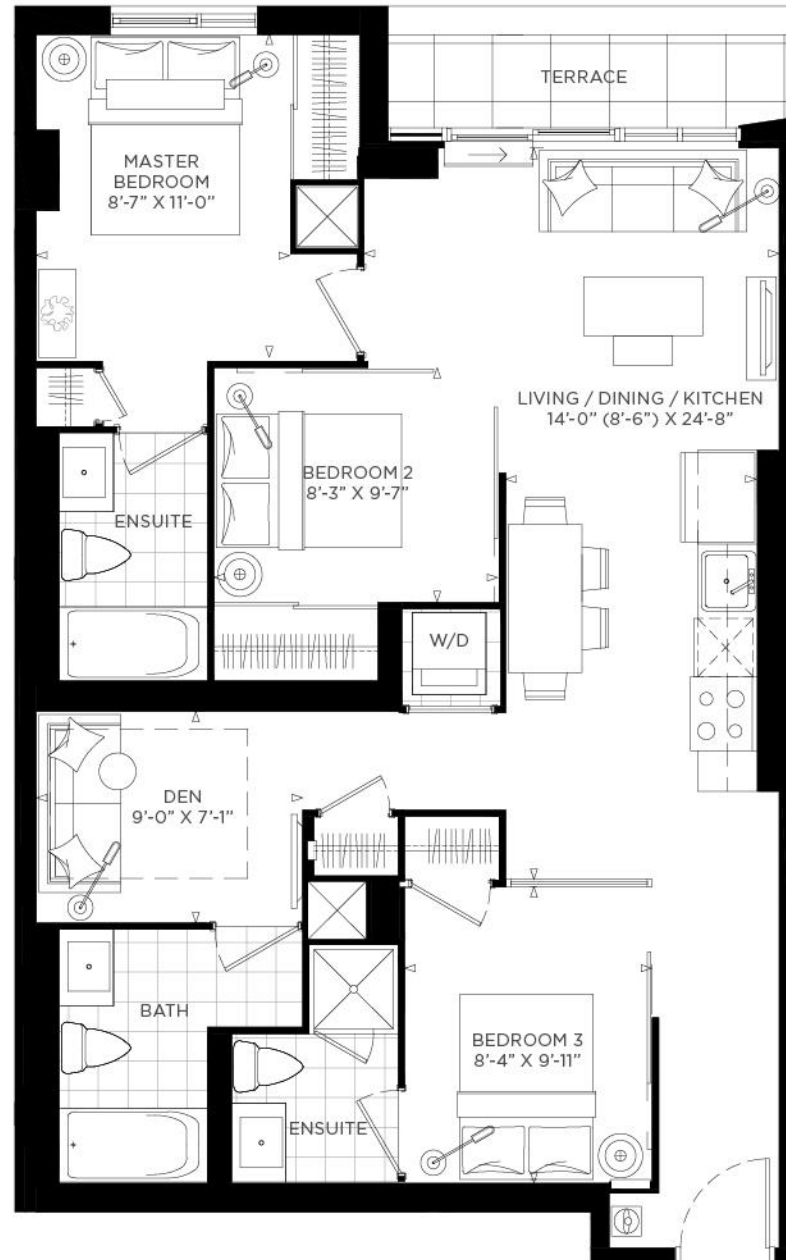 TERRACE
MASTER
BEDROOM
8'-7" X 11'-0"
LIVING / DINING / KITCHEN
14'-0" (8'-6") X 24'-8"
BEDROOM 2
8'-3" X 9'-7"
ENSUITE
W/D
DEN
9'-0" X 7'-1"
BATH
BEDROOM 3
8'-4" X 9'-11"
ENSUITE